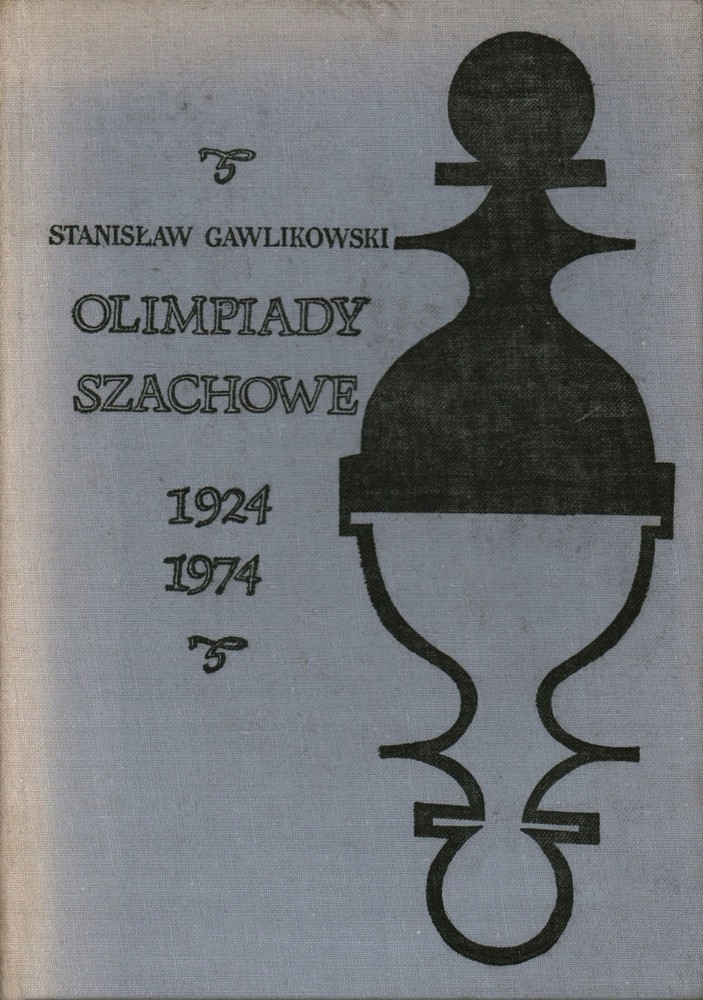 STANISŁAW GAWLIKOWSKI
OLIMPIADY
SZACHOWE
1924
1974